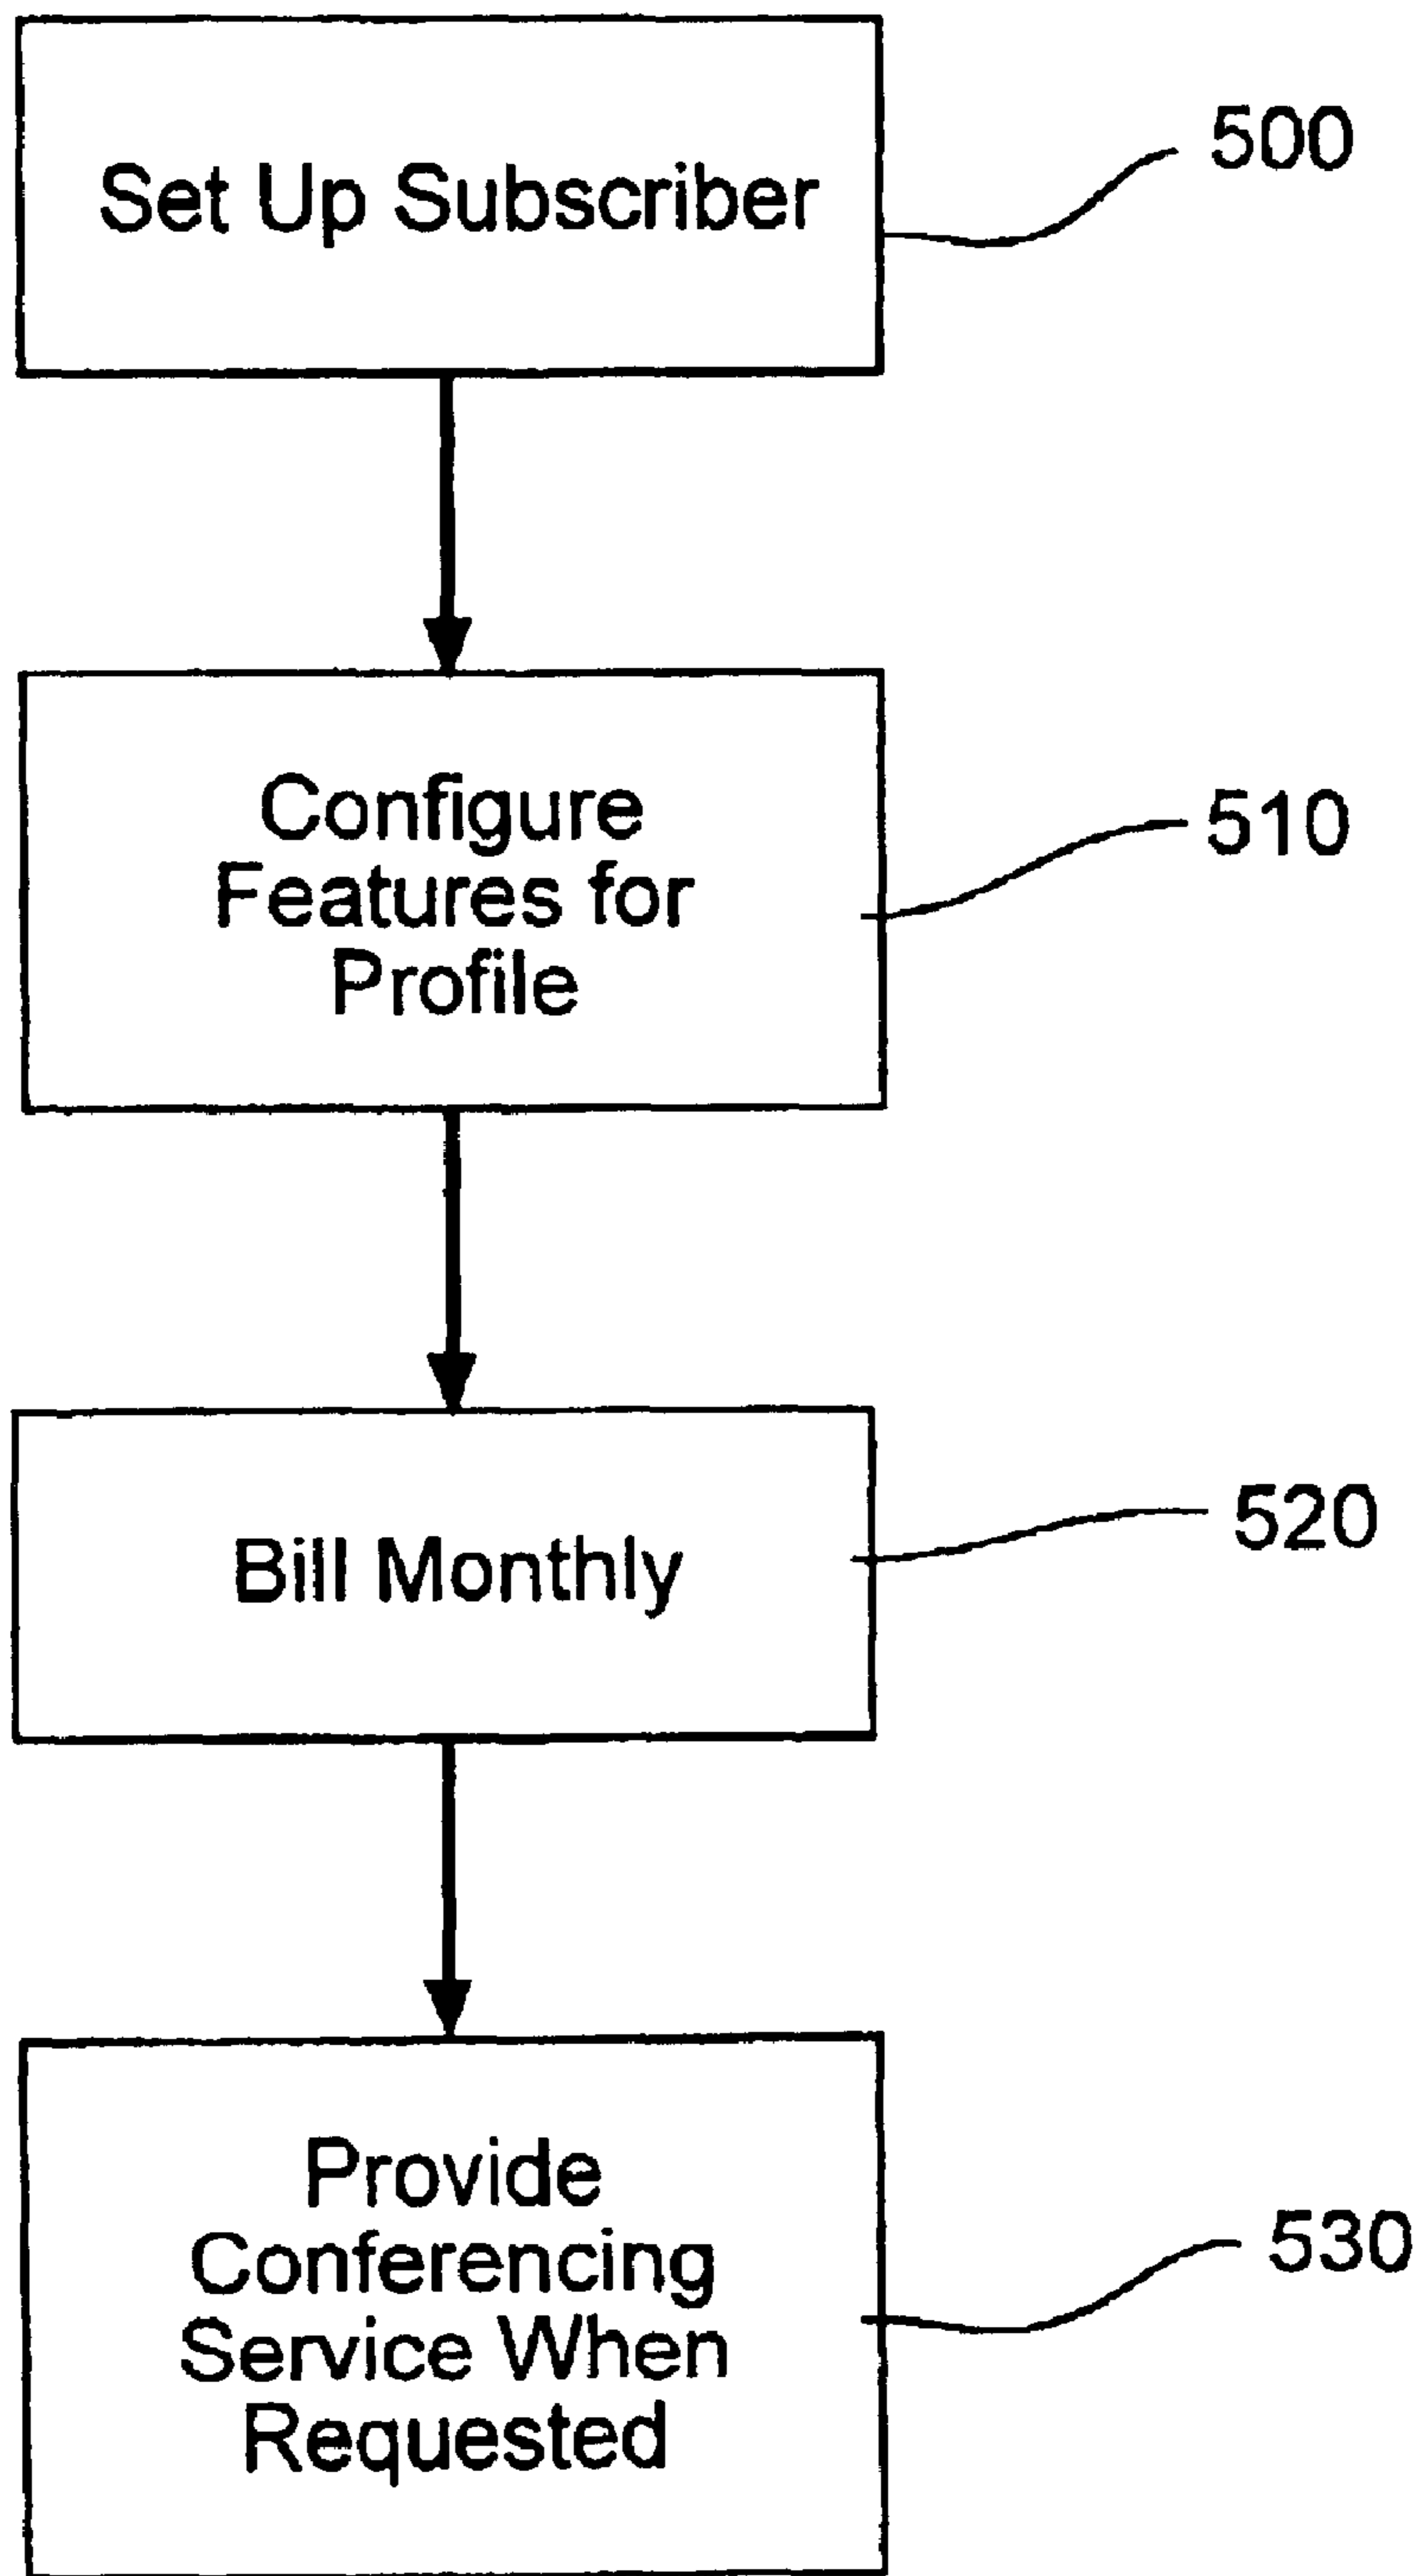 Set Up Subscriber
500
Configure
Features for
Profile
510
Bill Monthly
520
Provide
Conferencing
Service When
Requested
530